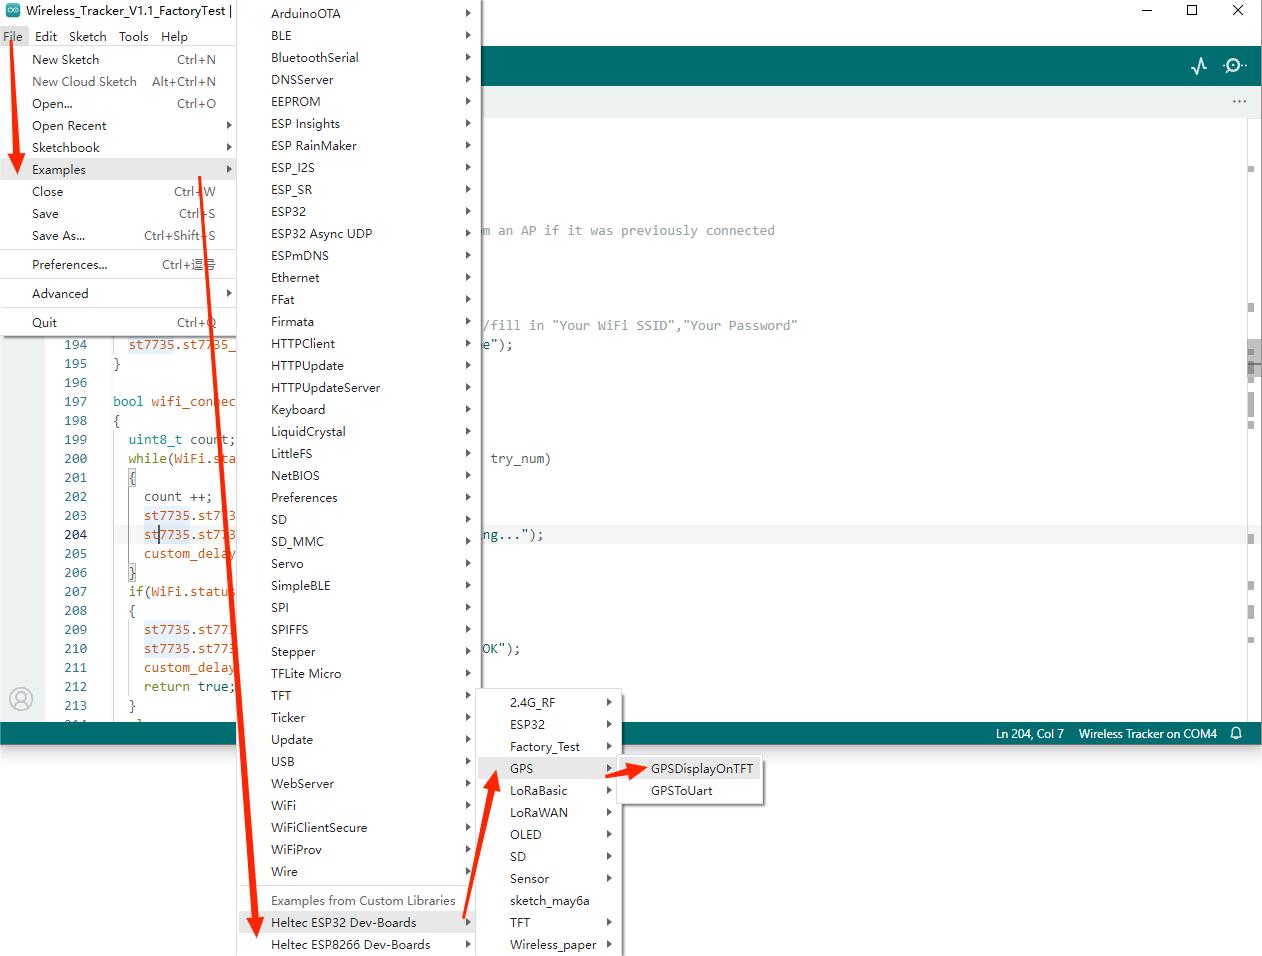 Wireless_Tracker_V1.1_FactoryTest |
File Edit Sketch Tools Help
New Sketch Ctrl+N
New Cloud Sketch Alt+Ctrl+N
Open... Ctrl+O
Open Recent
Sketchbook
Examples
Close Ctrl+W
Save Ctrl+S
Save As... Ctrl+Shift+S
Preferences... Ctrl+逗号
Advanced
Quit Ctrl+Q
ArduinoOTA
BLE
BluetoothSerial
DNSServer
EEPROM
ESP Insights
ESP RainMaker
ESP_I2S
ESP_SR
ESP32
ESP32 Async UDP
ESPmDNS
Ethernet
FFat
Firmata
HTTPClient
HTTPUpdate
HTTPUpdateServer
Keyboard
LiquidCrystal
LittleFS
NetBIOS
Preferences
SD
SD_MMC
Servo
SimpleBLE
SPI
SPIFFS
Stepper
TFLite Micro
TFT
Ticker
Update
USB
WebServer
WiFi
WiFiClientSecure
WiFiProv
Wire
Examples from Custom Libraries
Heltec ESP32 Dev-Boards
Heltec ESP8266 Dev-Boards
2.4G_RF
ESP32
Factory_Test
GPS
LoRaBasic
LoRaWAN
OLED
SD
Sensor
sketch_may6a
TFT
Wireless_paper
GPSDisplayOnTFT
GPSToUart
m an AP if it was previously connected
/fill in "Your WiFi SSID","Your Password"
194 st7735.st7735_ e");
195 }
196
197 bool wifi_connec
198 {
199 uint8_t count;
200 while(WiFi.sta try_num)
201 {
202 count ++;
203 st7735.st773
204 st7735.st773 ng...");
205 custom_delay
206 }
207 if(WiFi.status
208 {
209 st7735.st773
210 st7735.st773 OK");
211 custom_delay
212 return true;
213 }
Ln 204, Col 7 Wireless Tracker on COM4